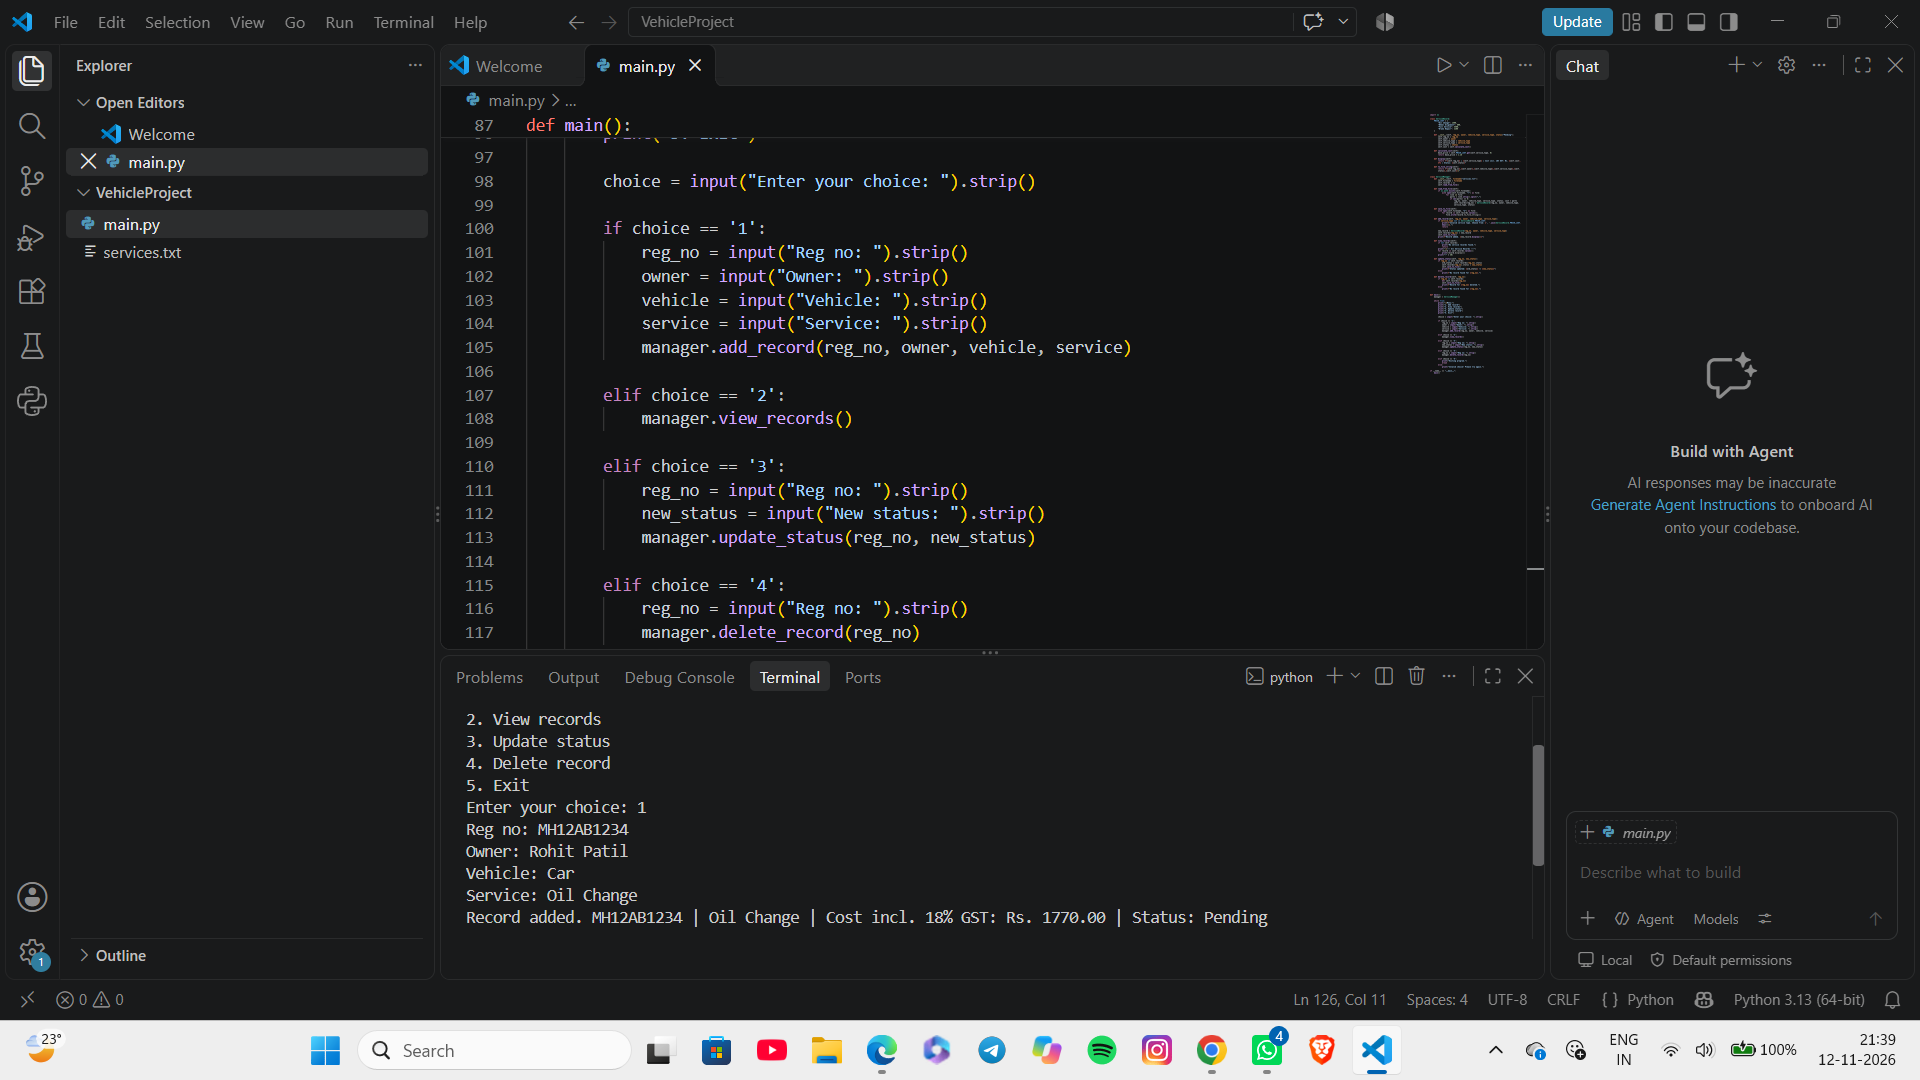 File Edit Selection View Go Run Terminal Help
VehicleProject
Update
Explorer
Open Editors
Welcome
main.py
VehicleProject
main.py
services.txt
Outline
Welcome
main.py
main.py > ...
87 def main():
97
98 choice = input("Enter your choice: ").strip()
99
100 if choice == '1':
101 reg_no = input("Reg no: ").strip()
102 owner = input("Owner: ").strip()
103 vehicle = input("Vehicle: ").strip()
104 service = input("Service: ").strip()
105 manager.add_record(reg_no, owner, vehicle, service)
106
107 elif choice == '2':
108 manager.view_records()
109
110 elif choice == '3':
111 reg_no = input("Reg no: ").strip()
112 new_status = input("New status: ").strip()
113 manager.update_status(reg_no, new_status)
114
115 elif choice == '4':
116 reg_no = input("Reg no: ").strip()
117 manager.delete_record(reg_no)
Problems Output Debug Console Terminal Ports
python
2. View records
3. Update status
4. Delete record
5. Exit
Enter your choice: 1
Reg no: MH12AB1234
Owner: Rohit Patil
Vehicle: Car
Service: Oil Change
Record added. MH12AB1234 | Oil Change | Cost incl. 18% GST: Rs. 1770.00 | Status: Pending
Chat
Build with Agent
AI responses may be inaccurate
Generate Agent Instructions to onboard AI
onto your codebase.
main.py
Describe what to build
Agent Models
Local Default permissions
1
0 0
Ln 126, Col 11 Spaces: 4 UTF-8 CRLF { } Python Python 3.13 (64-bit)
23°
Search
4
ENG
IN
100%
21:39
12-11-2026